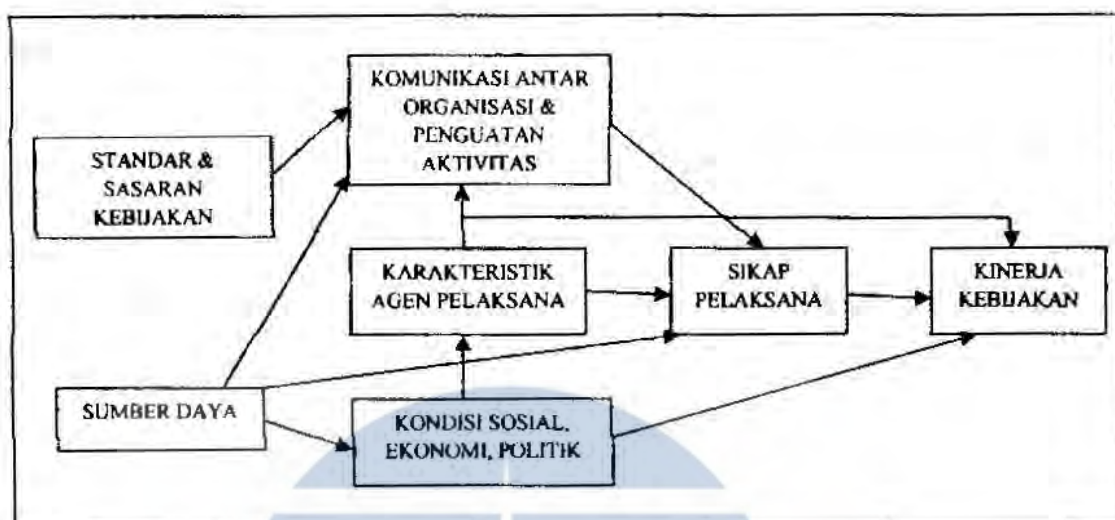 KOMUNIKASI ANTAR
ORGANISASI &
PENGUATAN
AKTIVITAS
STANDAR &
SASARAN
KEBIJAKAN
KARAKTERISTIK
AGEN PELAKSANA
SIKAP
PELAKSANA
KINERJA
KEBIJAKAN
SUMBER DAYA
KONDISI SOSIAL,
EKONOMI, POLITIK